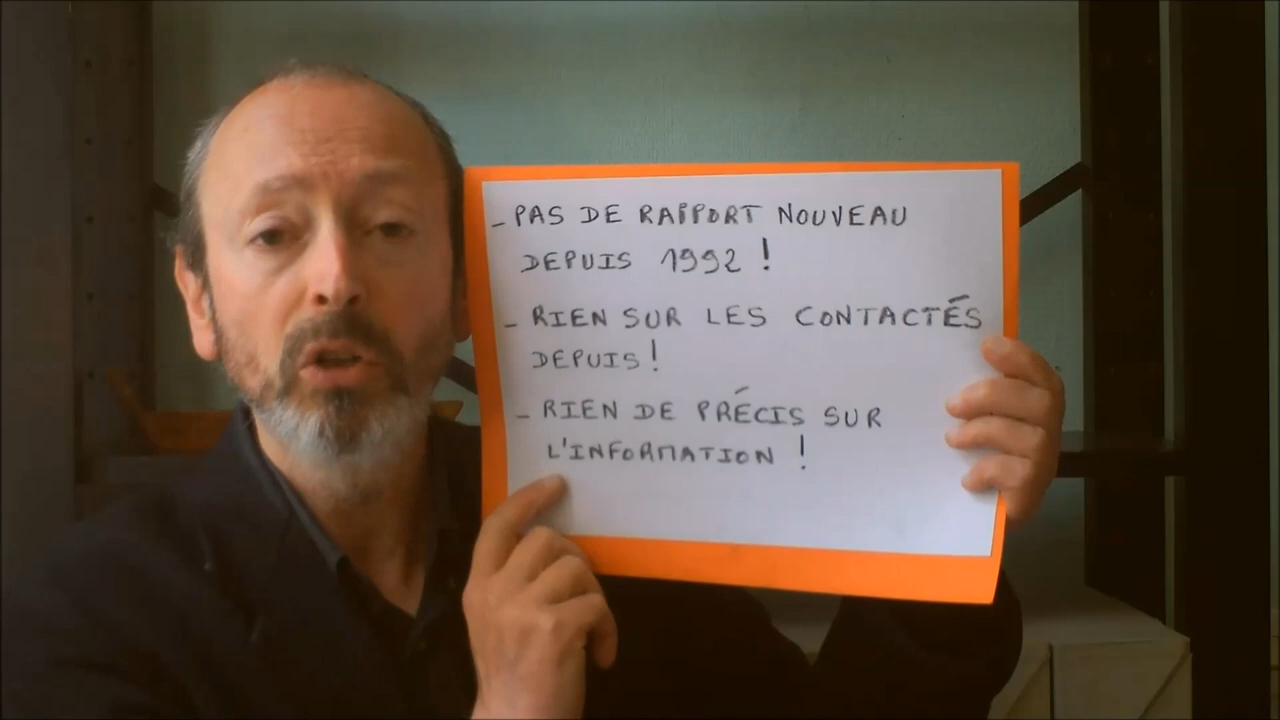 - PAS DE RAPPORT NOUVEAU
DEPUIS 1992 !
- RIEN SUR LES CONTACTÉS
DEPUIS !
- RIEN DE PRÉCIS SUR
L'INFORMATION !